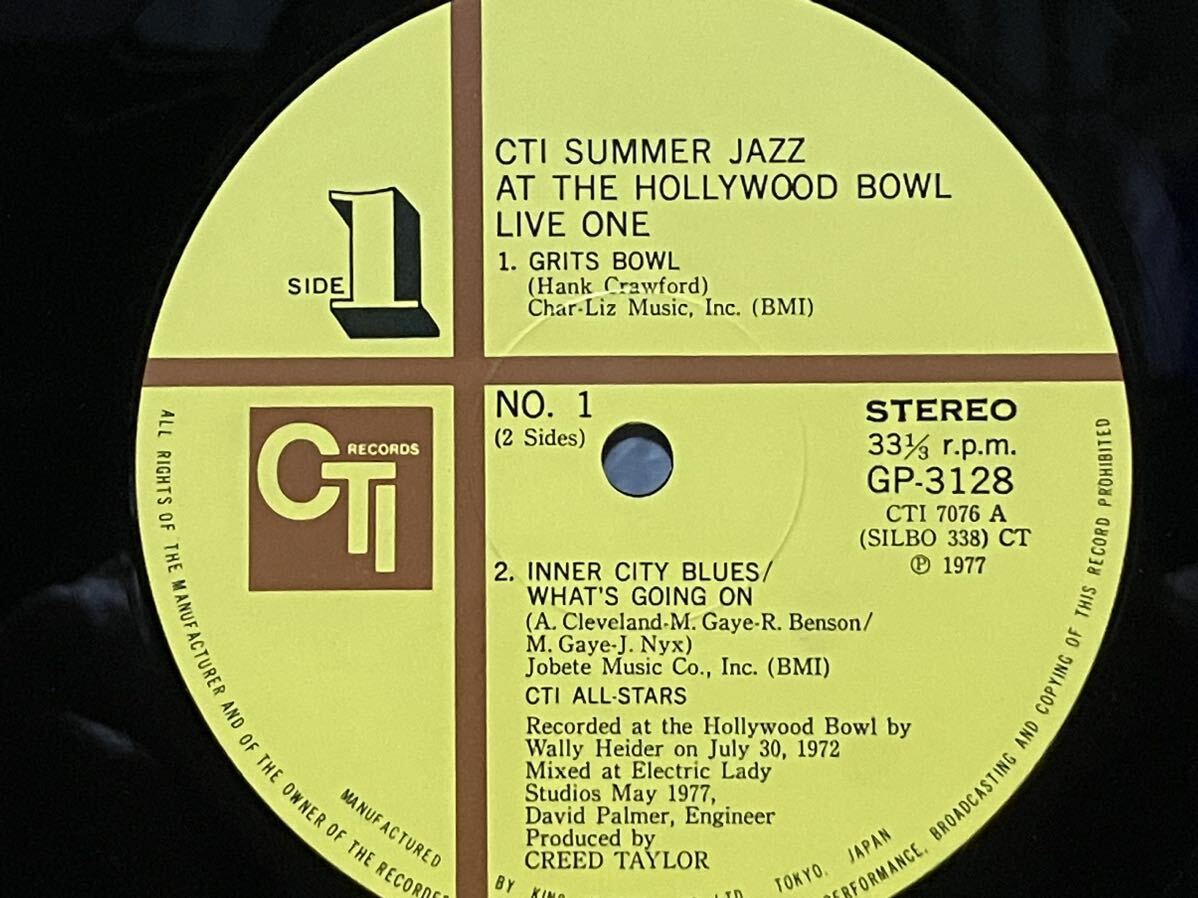 CTI SUMMER JAZZ
AT THE HOLLYWOOD BOWL
LIVE ONE
1. GRITS BOWL
(Hank Crawford)
Char-Liz Music, Inc. (BMI)
SIDE 1
CTI RECORDS
NO. 1
(2 Sides)
STEREO
33⅓ r.p.m.
GP-3128
CTI 7076 A
(SILBO 338) CT
℗ 1977
2. INNER CITY BLUES/
WHAT'S GOING ON
(A. Cleveland-M. Gaye-R. Benson/
M. Gaye-J. Nyx)
Jobete Music Co., Inc. (BMI)
CTI ALL-STARS
Recorded at the Hollywood Bowl by
Wally Heider on July 30, 1972
Mixed at Electric Lady
Studios May 1977,
David Palmer, Engineer
Produced by
CREED TAYLOR
ALL RIGHTS OF THE MANUFACTURER AND OF THE OWNER OF THE RECORDE
PERFORMANCE, BROADCASTING AND COPYING OF THIS RECORD PROHIBITED
MANUFACTURED BY KING LTD. TOKYO, JAPAN